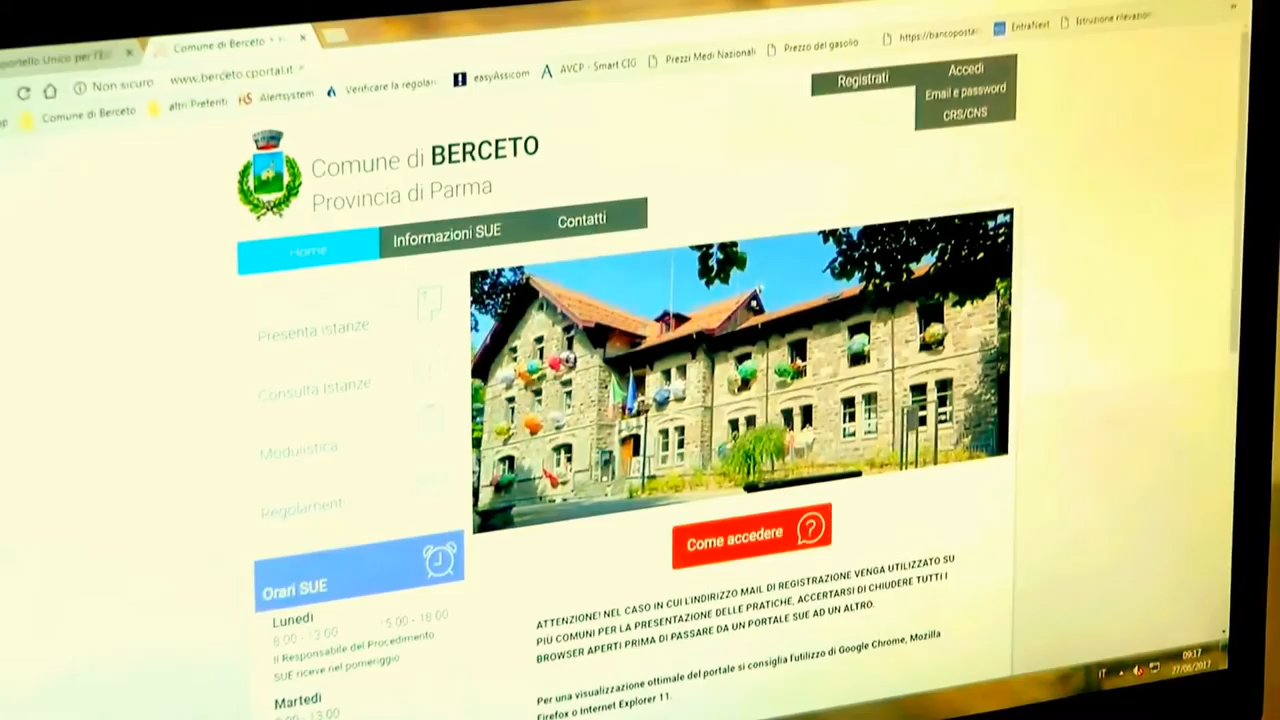 Comune di Berceto
Non sicuro
www.berceto.cportal.it
Comune di Berceto
altri Preferiti
Alertsystem
Verificare la regolari
easyAssicom
AVCP - Smart CIG
Prezzi Medi Nazionali
Prezzo del gasolio
https://bancoposta
EntraNext
Istruzione rilevazion
Registrati
Accedi
Email e password
CRS/CNS
Comune di BERCETO
Provincia di Parma
Home
Informazioni SUE
Contatti
Presenta istanze
Consulta Istanze
Modulistica
Regolament
Come accedere
Orari SUE
Lunedì
8:00 - 13:00 15:00 - 18:00
Il Responsabile del Procedimento
SUE riceve nel pomeriggio
Martedì
ATTENZIONE! NEL CASO IN CUI L'INDIRIZZO MAIL DI REGISTRAZIONE VENGA UTILIZZATO SU
PIÙ COMUNI PER LA PRESENTAZIONE DELLE PRATICHE, ACCERTARSI DI CHIUDERE TUTTI I
BROWSER APERTI PRIMA DI PASSARE DA UN PORTALE SUE AD UN ALTRO.
Per una visualizzazione ottimale del portale si consiglia l'utilizzo di Google Chrome, Mozilla
Firefox o Internet Explorer 11.
IT
09:17
27/06/2017